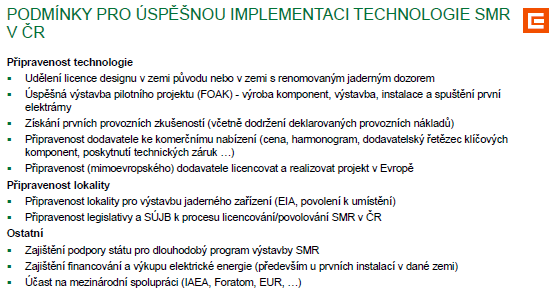 PODMÍNKY PRO ÚSPĚŠNOU IMPLEMENTACI TECHNOLOGIE SMR
V ČR
Připravenost technologie
▪ Udělení licence designu v zemi původu nebo v zemi s renomovaným jaderným dozorem
▪ Úspěšná výstavba pilotního projektu (FOAK) - výroba komponent, výstavba, instalace a spuštění první
elektrárny
▪ Získání prvních provozních zkušeností (včetně dodržení deklarovaných provozních nákladů)
▪ Připravenost dodavatele ke komerčnímu nabízení (cena, harmonogram, dodavatelský řetězec klíčových
komponent, poskytnutí technických záruk …)
▪ Připravenost (mimoevropského) dodavatele licencovat a realizovat projekt v Evropě
Připravenost lokality
▪ Připravenost lokality pro výstavbu jaderného zařízení (EIA, povolení k umístění)
▪ Připravenost legislativy a SÚJB k procesu licencování/povolování SMR v ČR
Ostatní
▪ Zajištění podpory státu pro dlouhodobý program výstavby SMR
▪ Zajištění financování a výkupu elektrické energie (především u prvních instalací v dané zemi)
▪ Účast na mezinárodní spolupráci (IAEA, Foratom, EUR, …)